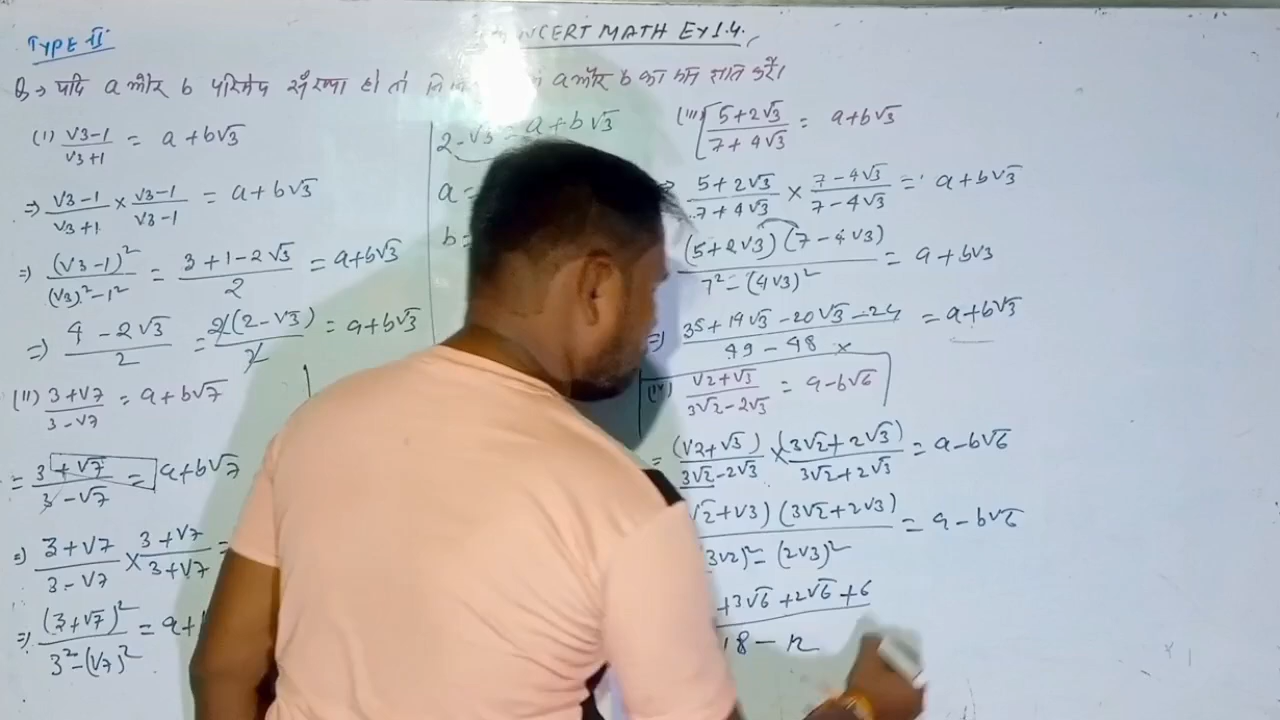 TYPE II
NCERT MATH EX 1.4.
Q→ यदि a और b परिमेय संख्या हो तो a और b का मान ज्ञात करें।
(i) √3-1/√3+1 = a+b√3
⇒ √3-1/√3+1 × √3-1/√3-1 = a+b√3
⇒ (√3-1)²/(√3)²-1² = 3+1-2√3/2 = a+b√3
⇒ 4-2√3/2 = 2(2-√3)/2 = a+b√3
(ii) 3+√7/3-√7 = a+b√7
= 3+√7/3-√7 = a+b√7
⇒ 3+√7/3-√7 × 3+√7/3+√7 =
⇒ (3+√7)²/3²-(√7)² = a+
2-√3 = a+b√3
a =
b =
(iii) 5+2√3/7+4√3 = a+b√3
5+2√3/7+4√3 × 7-4√3/7-4√3 = a+b√3
(5+2√3)(7-4√3)/7²-(4√3)² = a+b√3
⇒ 35+14√3-20√3-24/49-48 = a+b√3
(iv) √2+√3/3√2-2√3 = a-b√6
= (√2+√3)/3√2-2√3 × (3√2+2√3)/3√2+2√3 = a-b√6
√2+√3)(3√2+2√3)/3√2)²-(2√3)² = a-b√6
+3√6+2√6+6/18-12